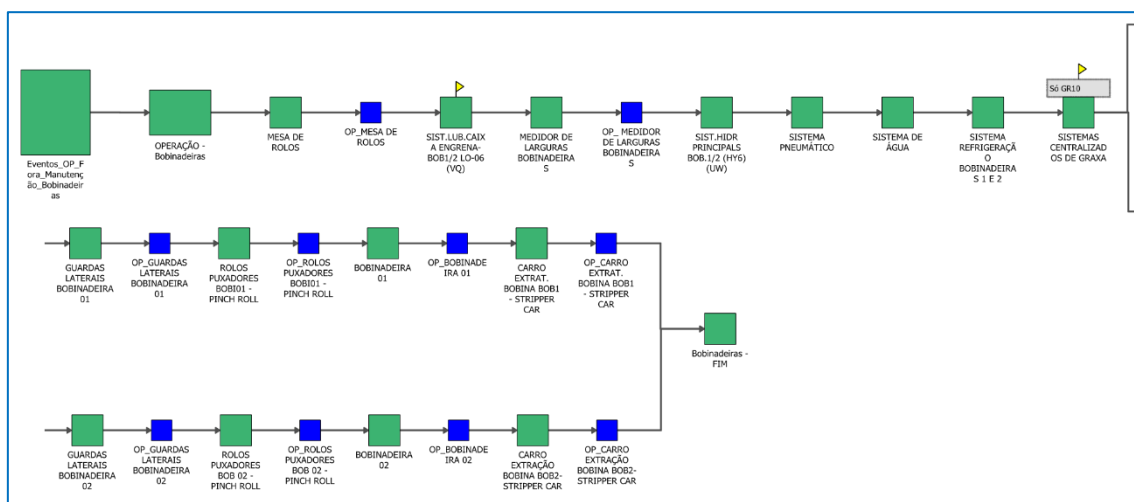 Só GR10
Eventos_OP_F
ora_Manutenç
ão_Bobinadeir
as
OPERAÇÃO -
Bobinadeiras
MESA DE
ROLOS
OP_MESA DE
ROLOS
SIST.LUB.CAIX
A ENGRENA-
BOB1/2 LO-06
(VQ)
MEDIDOR DE
LARGURAS
BOBINADEIRA
S
OP_ MEDIDOR
DE LARGURAS
BOBINADEIRA
S
SIST.HIDR
PRINCIPALS
BOB.1/2 (HY6)
(UW)
SISTEMA
PNEUMÁTICO
SISTEMA DE
ÁGUA
SISTEMA
REFRIGERAÇÃ
O
BOBINADEIRA
S 1 E 2
SISTEMAS
CENTRALIZAD
OS DE GRAXA
GUARDAS
LATERAIS
BOBINADEIRA
01
OP_GUARDAS
LATERAIS
BOBINADEIRA
01
ROLOS
PUXADORES
BOBI01 -
PINCH ROLL
OP_ROLOS
PUXADORES
BOBI01 -
PINCH ROLL
BOBINADEIRA
01
OP_BOBINADE
IRA 01
CARRO
EXTRAT.
BOBINA BOB1
- STRIPPER
CAR
OP_CARRO
EXTRAT.
BOBINA BOB1
- STRIPPER
CAR
Bobinadeiras -
FIM
GUARDAS
LATERAIS
BOBINADEIRA
02
OP_GUARDAS
LATERAIS
BOBINADEIRA
02
ROLOS
PUXADORES
BOB 02 -
PINCH ROLL
OP_ROLOS
PUXADORES
BOB 02 -
PINCH ROLL
BOBINADEIRA
02
OP_BOBINADE
IRA 02
CARRO
EXTRAÇÃO
BOBINA BOB2-
STRIPPER CAR
OP_CARRO
EXTRAÇÃO
BOBINA BOB2-
STRIPPER CAR